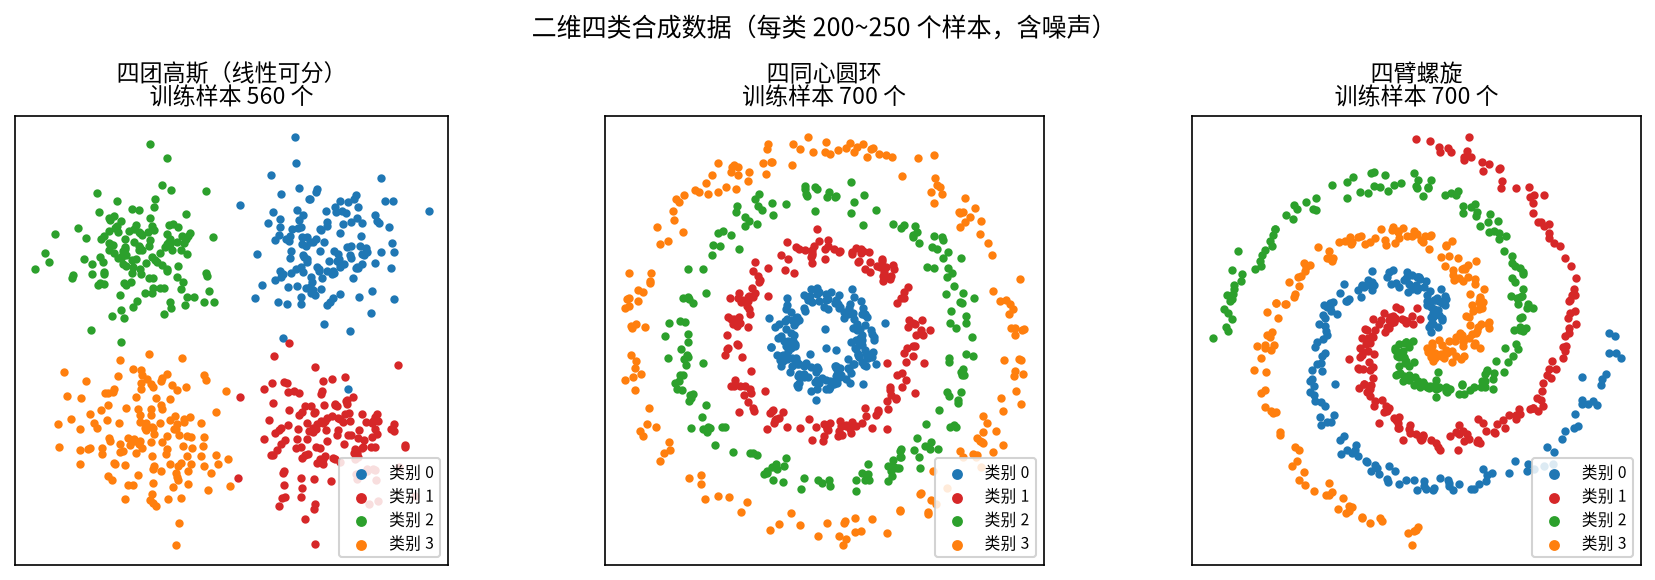 二维四类合成数据（每类 200~250 个样本，含噪声）
四团高斯（线性可分）
训练样本 560 个
类别 0
类别 1
类别 2
类别 3
四同心圆环
训练样本 700 个
类别 0
类别 1
类别 2
类别 3
四臂螺旋
训练样本 700 个
类别 0
类别 1
类别 2
类别 3